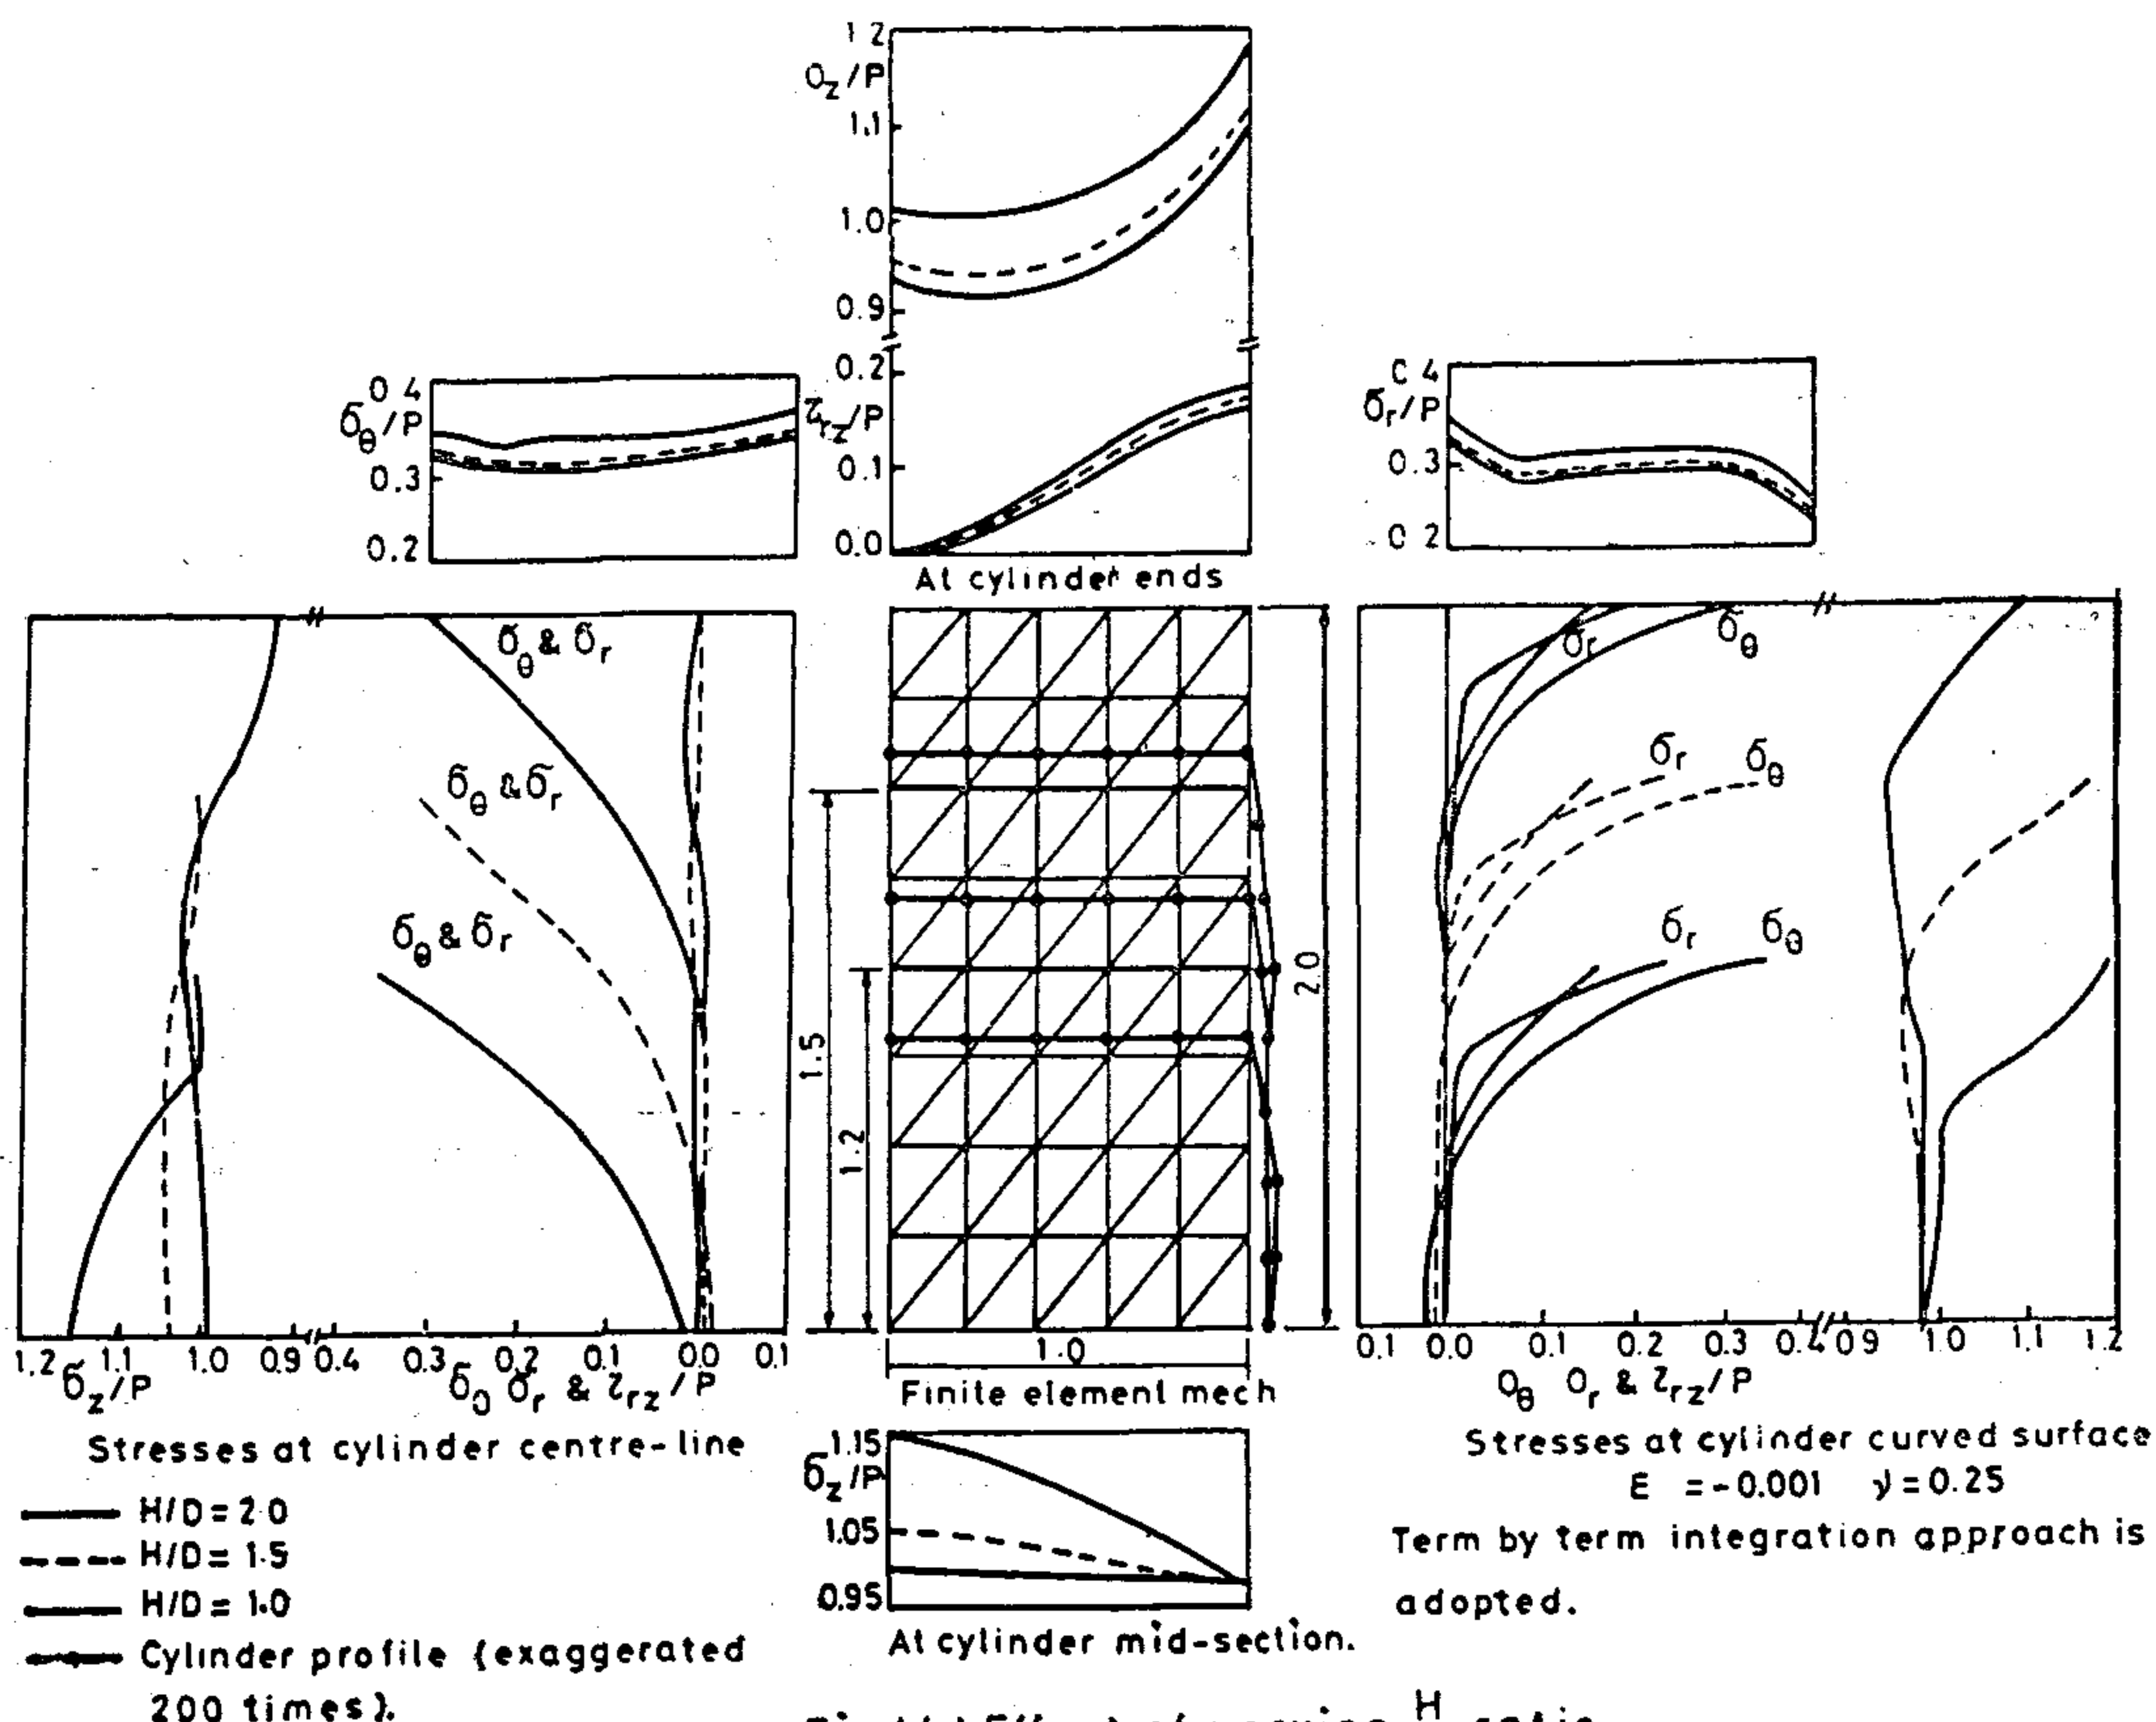 1.2
σz/P
1.1
1.0
0.9
0.2
τrz/P
0.1
0.0
At cylinder ends
0.4
σθ/P
0.3
0.2
0.4
σr/P
0.3
0.2
σθ & σr
σθ & σr
σθ & σr
1.2 1.1 1.0 0.9 0.4 0.3 0.2 0.1 0.0 0.1
σz/P σθ σr & τrz/P
Stresses at cylinder centre-line
1.5
1.2
2.0
1.0
Finite element mech
σr σθ
σr σθ
σr σθ
0.1 0.0 0.1 0.2 0.3 0.4 0.9 1.0 1.1 1.2
σθ σr & τrz/P
Stresses at cylinder curved surface
E = -0.001 ν = 0.25
Term by term integration approach is
adopted.
1.15
σz/P
1.05
0.95
At cylinder mid-section.
H/D = 2.0
H/D = 1.5
H/D = 1.0
Cylinder profile (exaggerated
200 times).
H